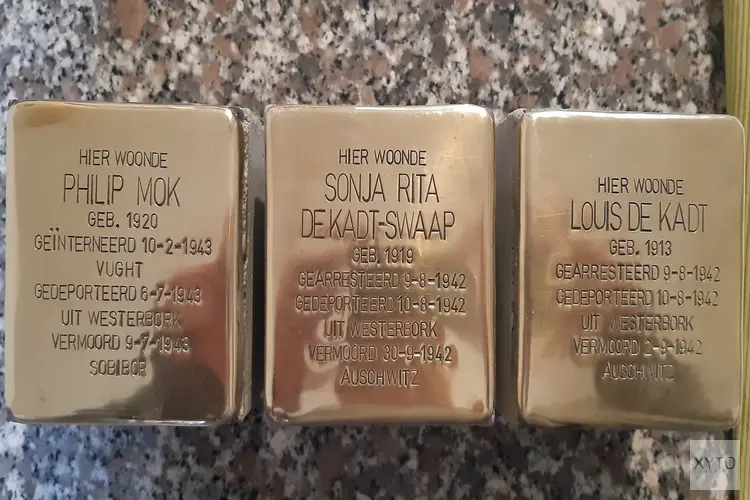 HIER WOONDE
PHILIP MOK
GEB. 1920
GEÏNTERNEERD 10-2-1943
VUGHT
GEDEPORTEERD 6-7-1943
UIT WESTERBORK
VERMOORD 9-7-1943
SOBIBOR
HIER WOONDE
SONJA RITA
DE KADT-SWAAP
GEB. 1919
GEARRESTEERD 9-8-1942
GEDEPORTEERD 10-8-1942
UIT WESTERBORK
VERMOORD 30-9-1942
AUSCHWITZ
HIER WOONDE
LOUIS DE KADT
GEB. 1913
GEARRESTEERD 9-8-1942
GEDEPORTEERD 10-8-1942
UIT WESTERBORK
VERMOORD 2-9-1942
AUSCHWITZ
XYTO